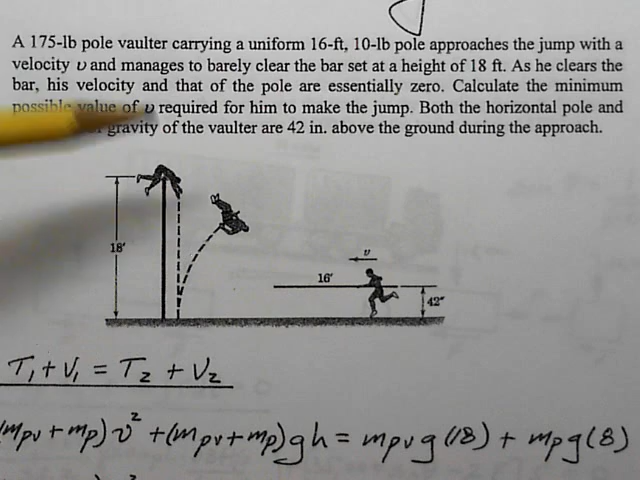 A 175-lb pole vaulter carrying a uniform 16-ft, 10-lb pole approaches the jump with a
velocity υ and manages to barely clear the bar set at a height of 18 ft. As he clears the
bar, his velocity and that of the pole are essentially zero. Calculate the minimum
possible value of υ required for him to make the jump. Both the horizontal pole and
gravity of the vaulter are 42 in. above the ground during the approach.
18'
16'
υ
42"
T₁ + V₁ = T₂ + V₂
(mpv + mp) v² + (mpv + mp)gh = mpvg(18) + mpg(8)